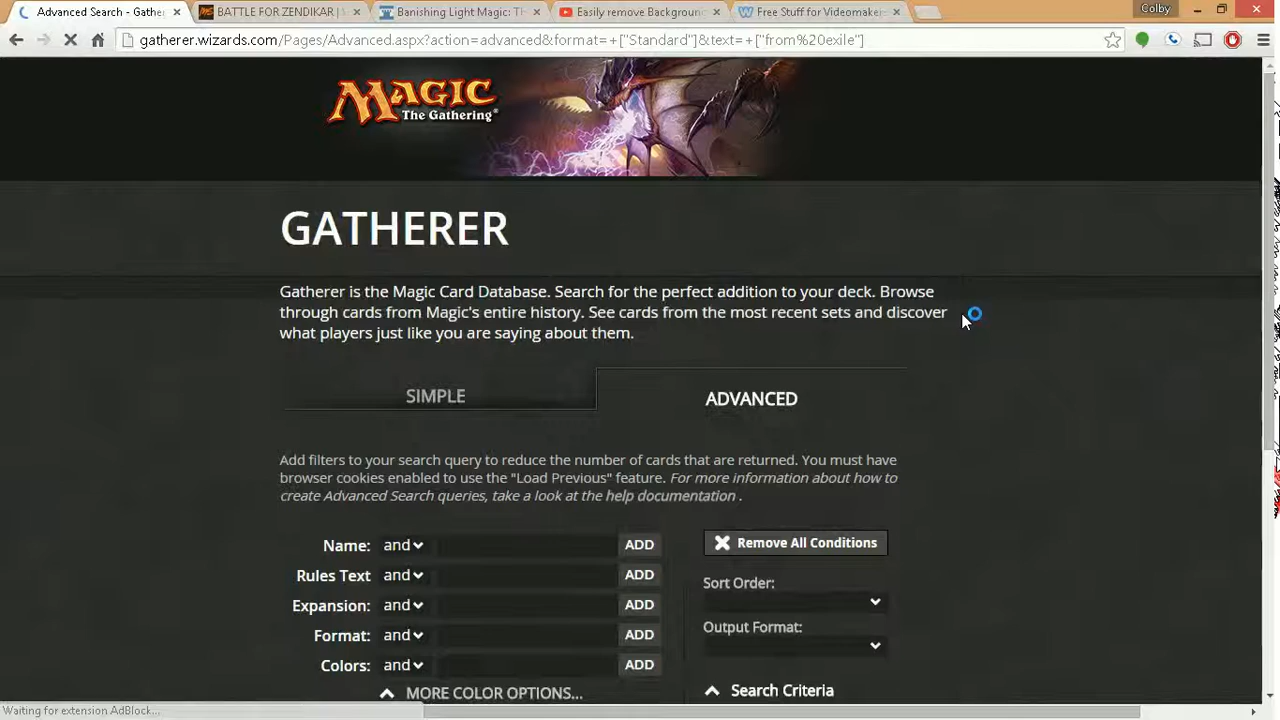 Advanced Search - Gathe
BATTLE FOR ZENDIKAR |
Banishing Light Magic: Th
Easily remove Background
Free Stuff for Videomake
Colby
gatherer.wizards.com/Pages/Advanced.aspx?action=advanced&format=+["Standard"]&text=+["from%20exile"]
MAGIC
The Gathering®
GATHERER
Gatherer is the Magic Card Database. Search for the perfect addition to your deck. Browse
through cards from Magic's entire history. See cards from the most recent sets and discover
what players just like you are saying about them.
SIMPLE
ADVANCED
Add filters to your search query to reduce the number of cards that are returned. You must have
browser cookies enabled to use the "Load Previous" feature. For more information about how to
create Advanced Search queries, take a look at the help documentation .
Name: and ADD
Rules Text and ADD
Expansion: and ADD
Format: and ADD
Colors: and ADD
MORE COLOR OPTIONS...
Remove All Conditions
Sort Order:
Output Format:
Search Criteria
Waiting for extension AdBlock...